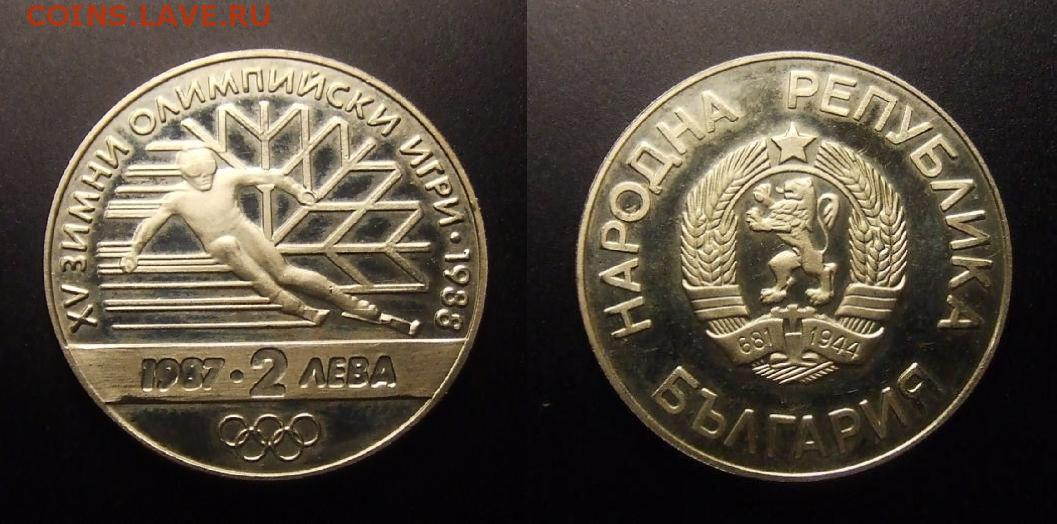 COINS.LAVE.RU
XV ЗИМНИ ОЛИМПИЙСКИ ИГРИ · 1988
1987 · 2 ЛЕВА
НАРОДНА РЕПУБЛИКА
БЪЛГАРИЯ
681 1944